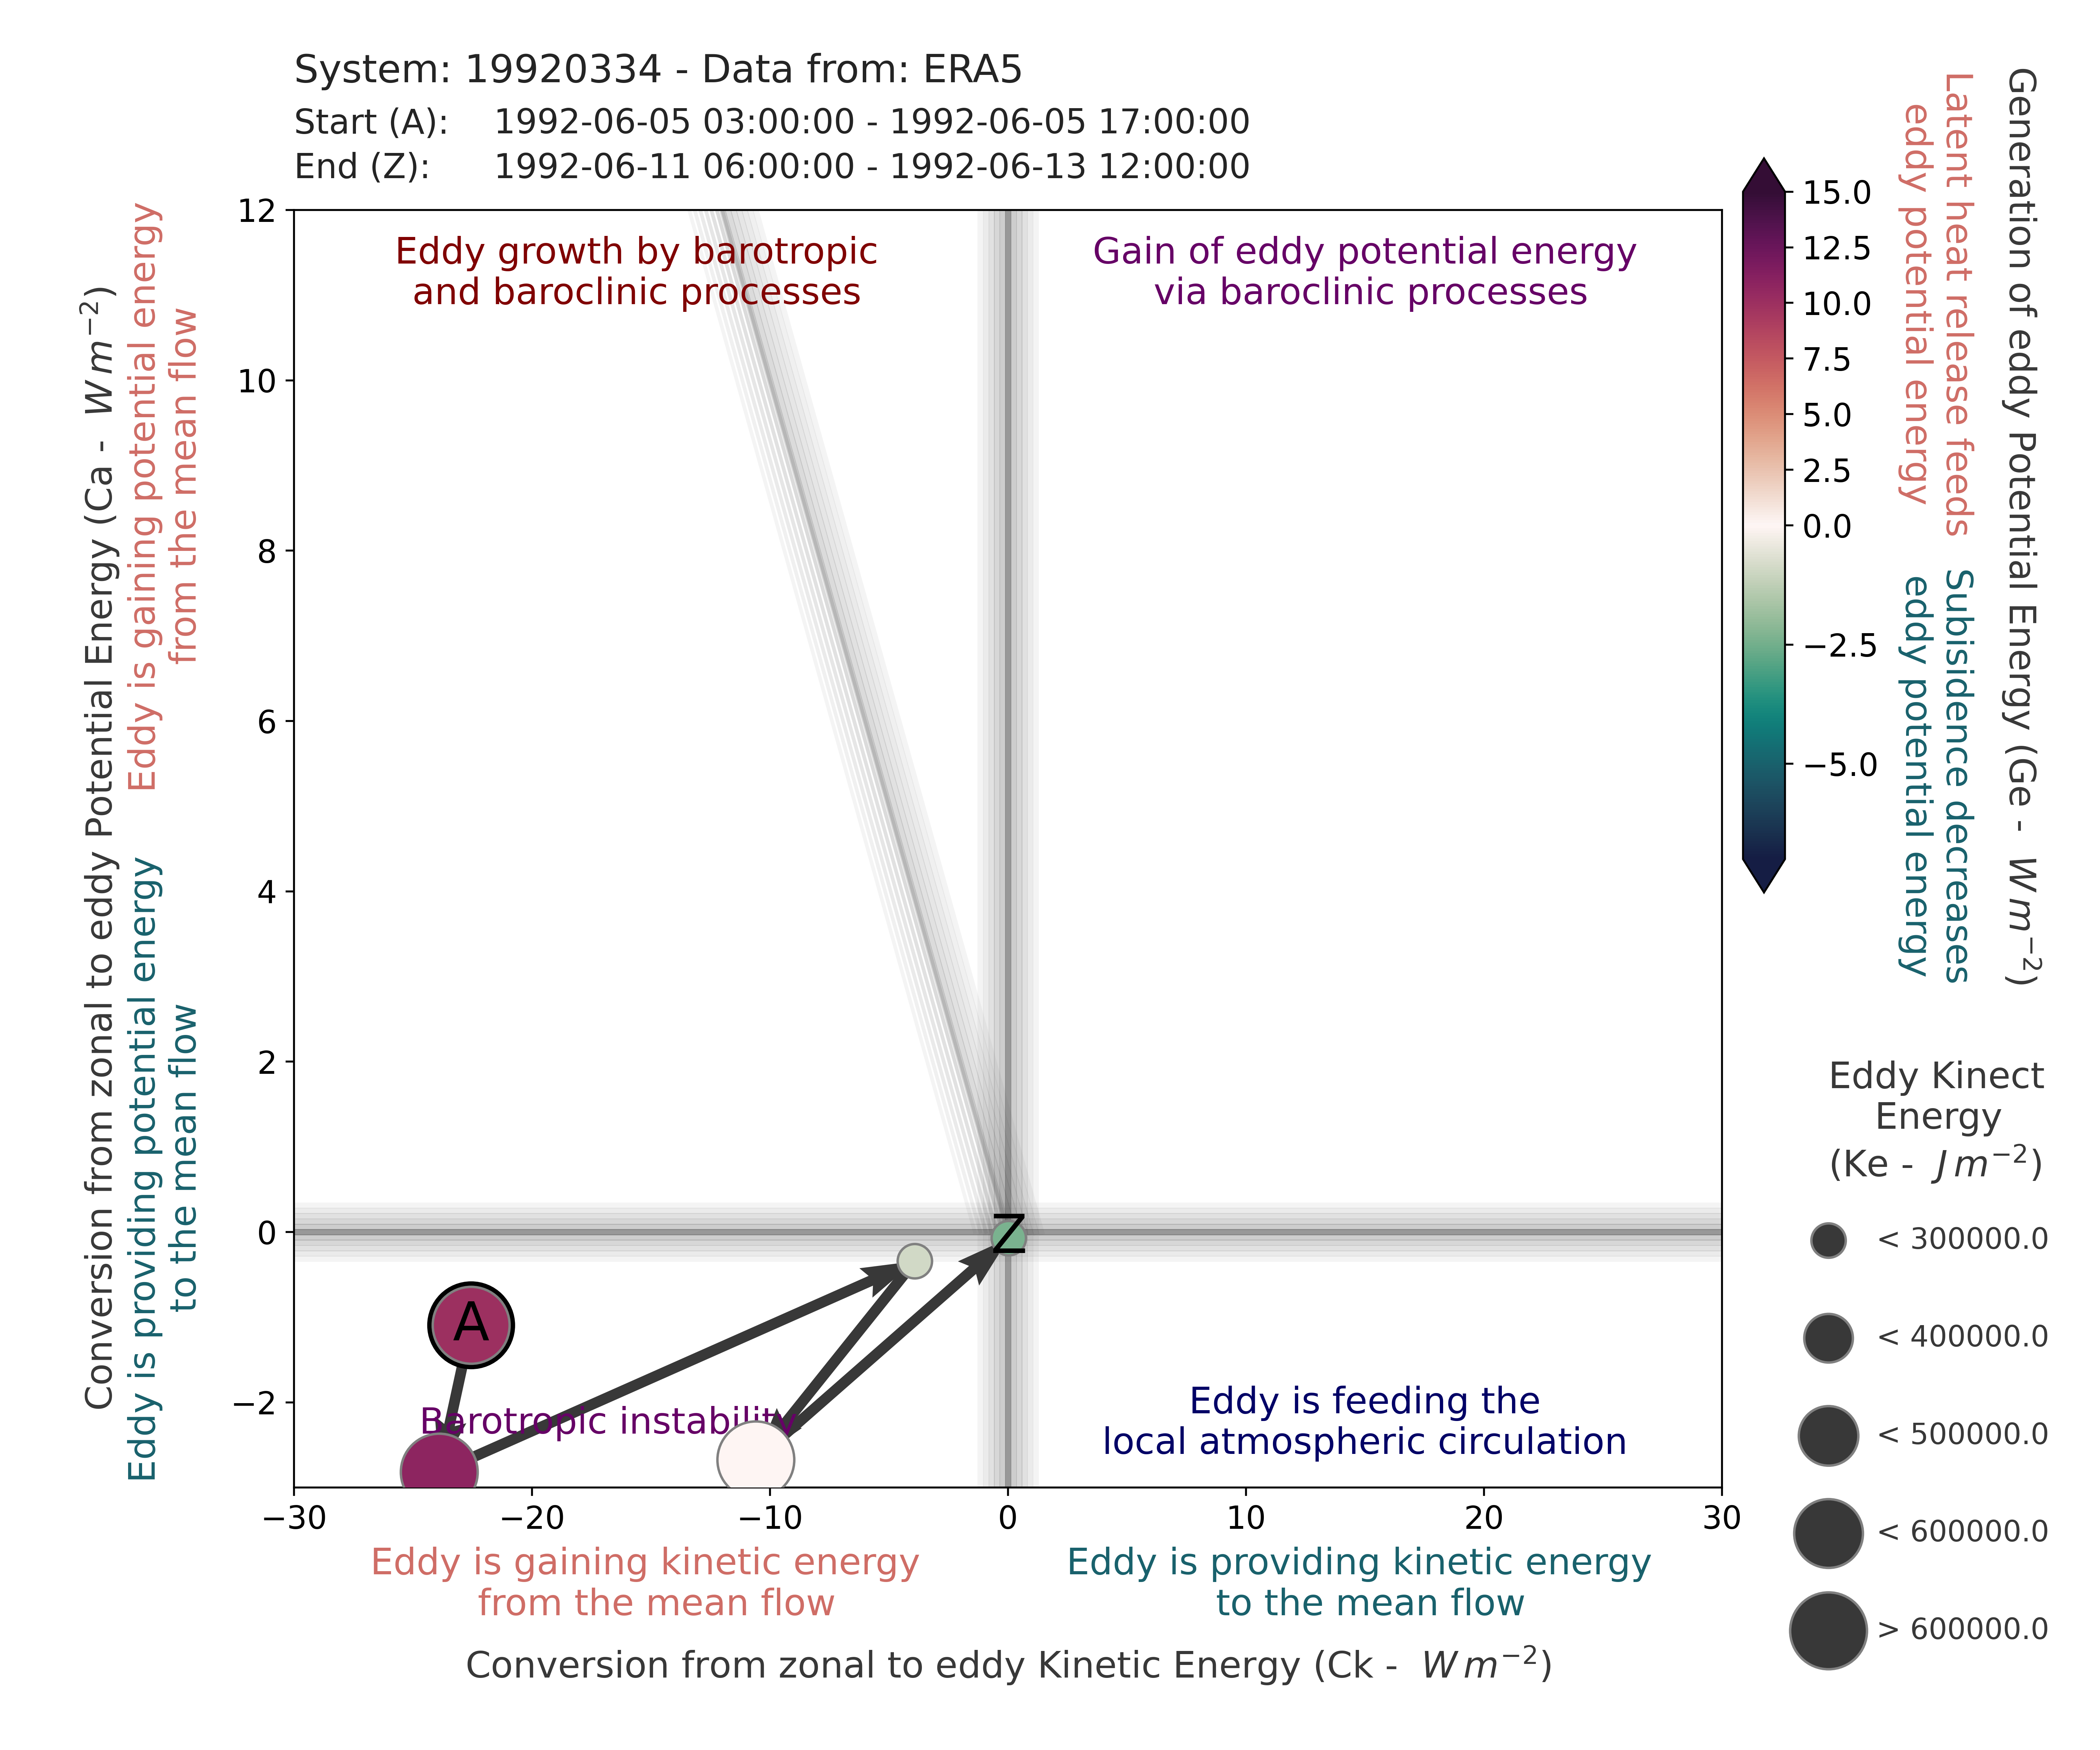 System: 19920334 - Data from: ERA5
Start (A): 1992-06-05 03:00:00 - 1992-06-05 17:00:00
End (Z): 1992-06-11 06:00:00 - 1992-06-13 12:00:00
Conversion from zonal to eddy Potential Energy (Ca - W m⁻²)
Eddy is gaining potential energy
from the mean flow
Eddy is providing potential energy
to the mean flow
12
10
8
6
4
2
0
−2
Eddy growth by barotropic
and baroclinic processes
Gain of eddy potential energy
via baroclinic processes
Z
A
Barotropic instability
Eddy is feeding the
local atmospheric circulation
−30
−20
−10
0
10
20
30
Eddy is gaining kinetic energy
from the mean flow
Eddy is providing kinetic energy
to the mean flow
Conversion from zonal to eddy Kinetic Energy (Ck - W m⁻²)
15.0
12.5
10.0
7.5
5.0
2.5
0.0
−2.5
−5.0
Latent heat release feeds
eddy potential energy
Subisidence decreases
eddy potential energy
Generation of eddy Potential Energy (Ge - W m⁻²)
Eddy Kinect
Energy
(Ke - J m⁻²)
< 300000.0
< 400000.0
< 500000.0
< 600000.0
> 600000.0